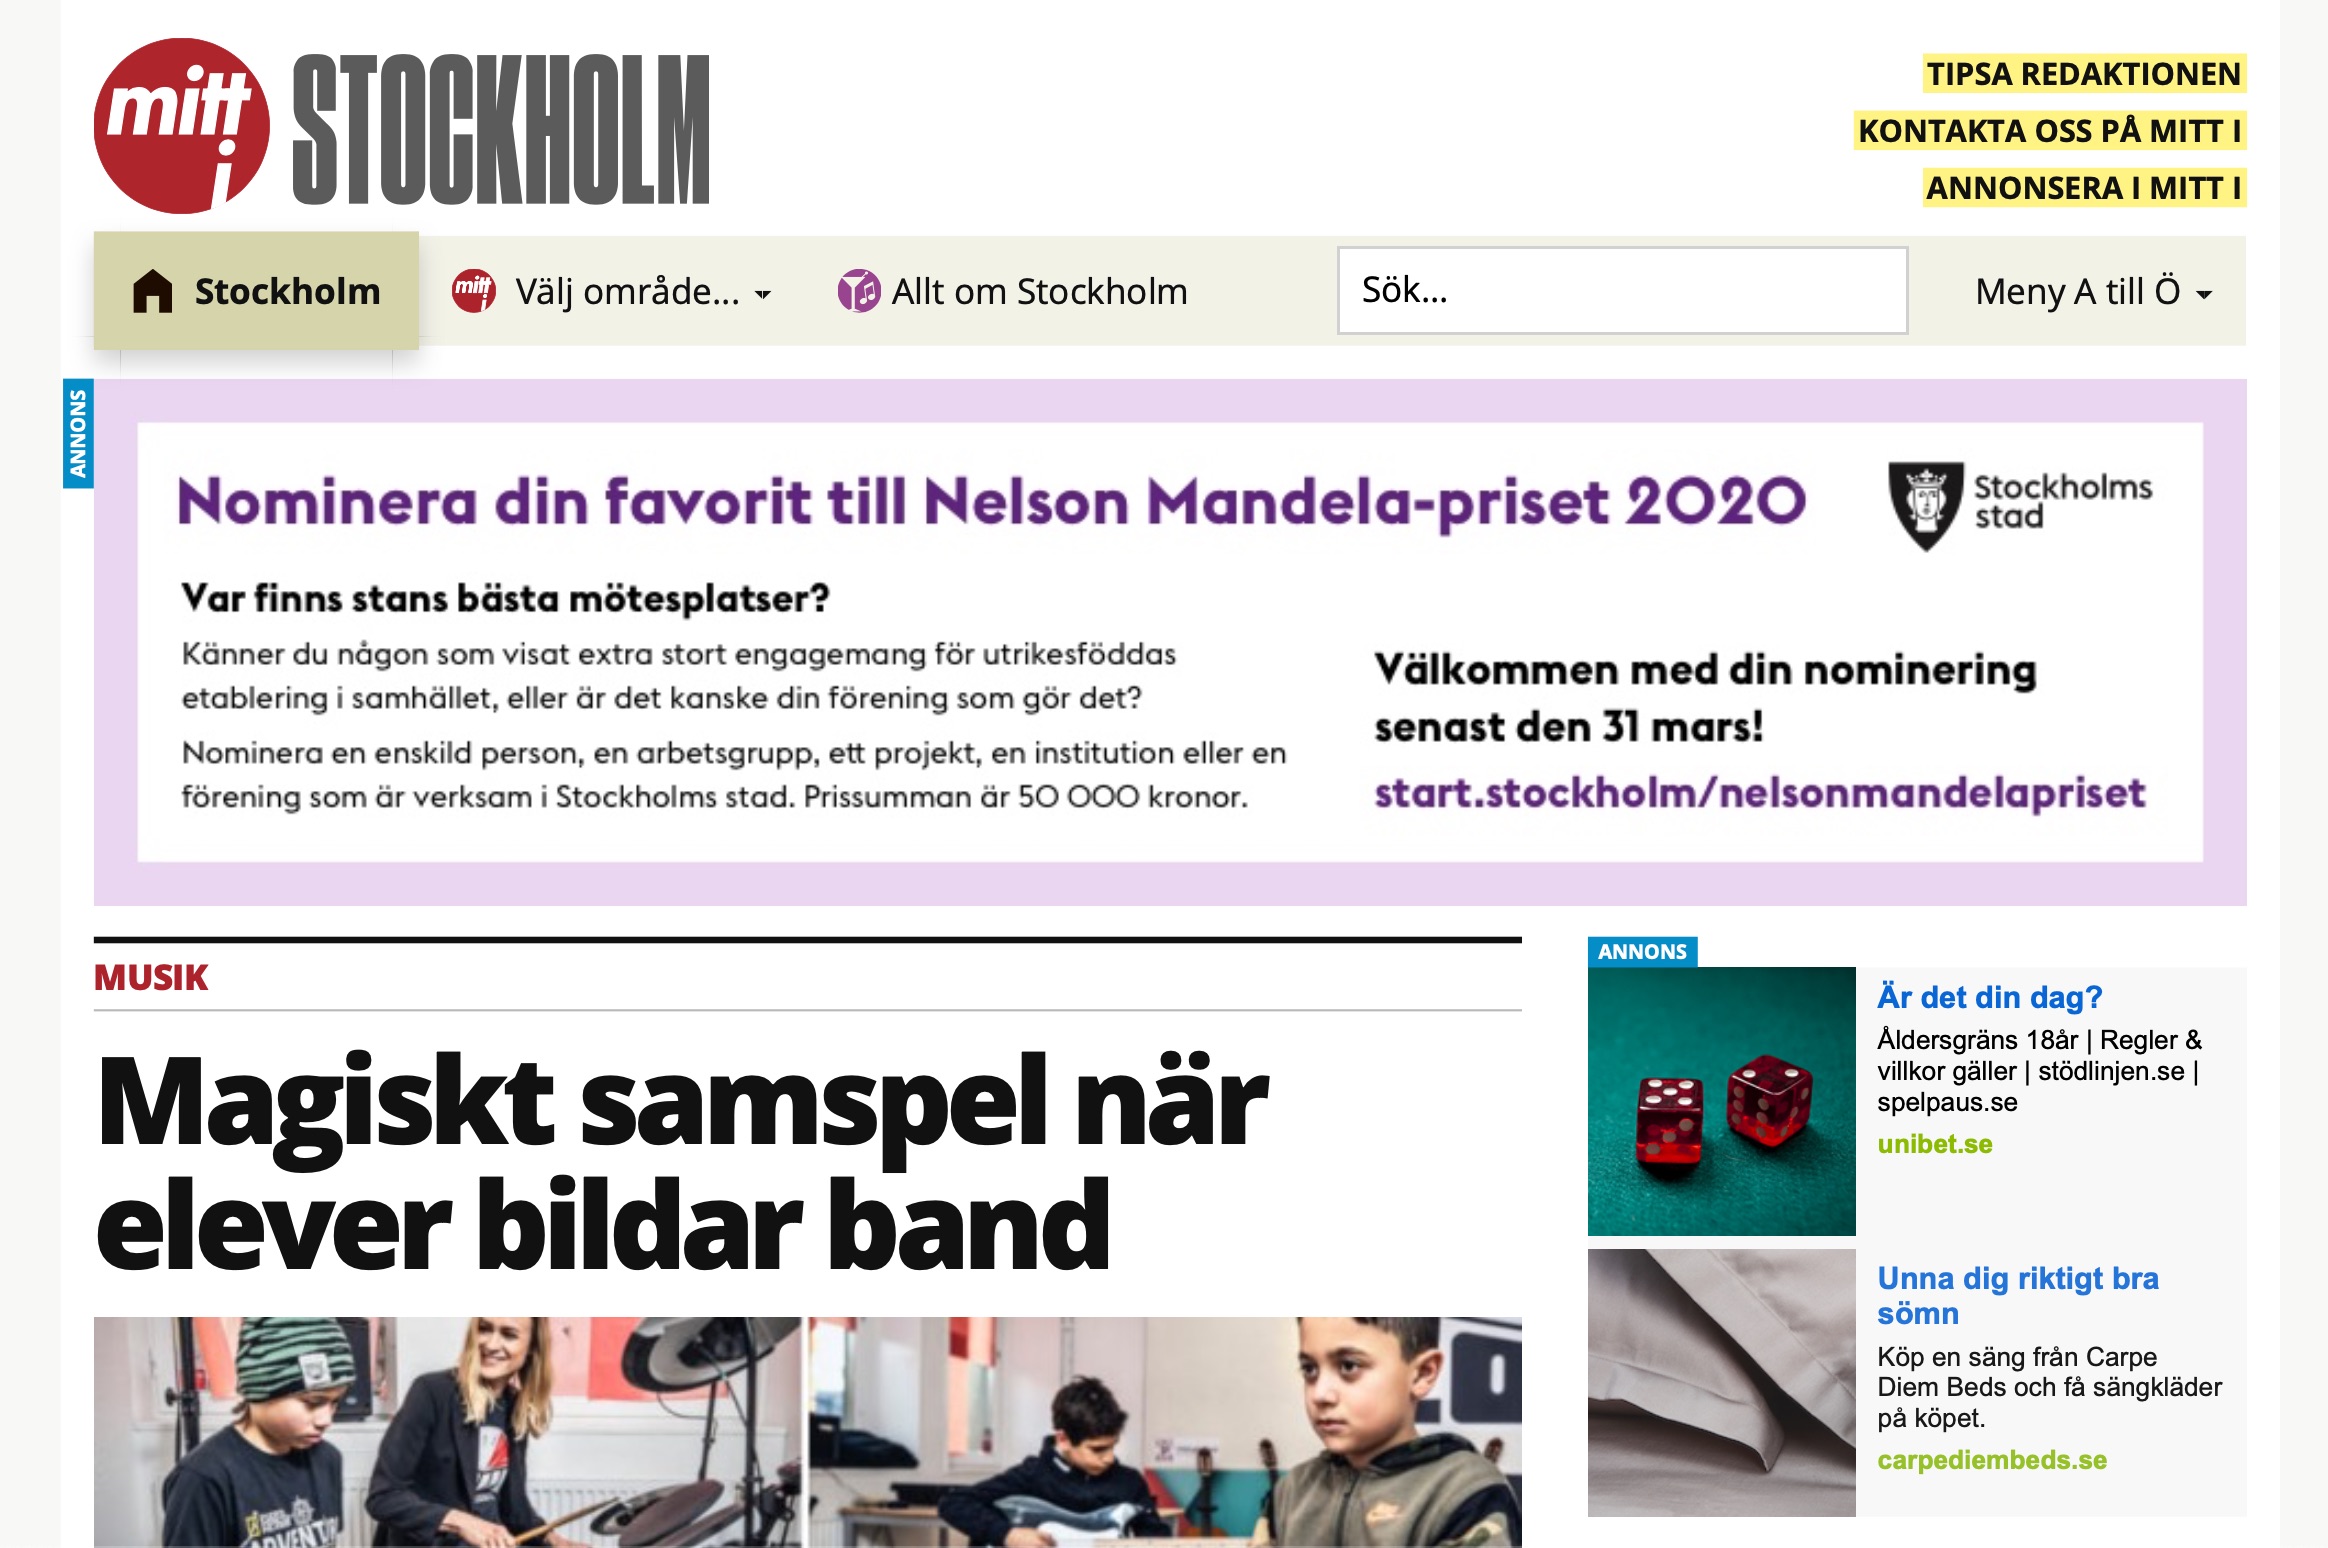 mitt i STOCKHOLM
TIPSA REDAKTIONEN
KONTAKTA OSS PÅ MITT I
ANNONSERA I MITT I
Stockholm
mitt i
Välj område...
Allt om Stockholm
Sök...
Meny A till Ö
ANNONS
Nominera din favorit till Nelson Mandela-priset 2020
Stockholms
stad
Var finns stans bästa mötesplatser?
Känner du någon som visat extra stort engagemang för utrikesföddas
etablering i samhället, eller är det kanske din förening som gör det?
Nominera en enskild person, en arbetsgrupp, ett projekt, en institution eller en
förening som är verksam i Stockholms stad. Prissumman är 50 000 kronor.
Välkommen med din nominering
senast den 31 mars!
start.stockholm/nelsonmandelapriset
MUSIK
Magiskt samspel när
elever bildar band
ANNONS
Är det din dag?
Åldersgräns 18år | Regler &
villkor gäller | stödlinjen.se |
spelpaus.se
unibet.se
Unna dig riktigt bra
sömn
Köp en säng från Carpe
Diem Beds och få sängkläder
på köpet.
carpediembeds.se